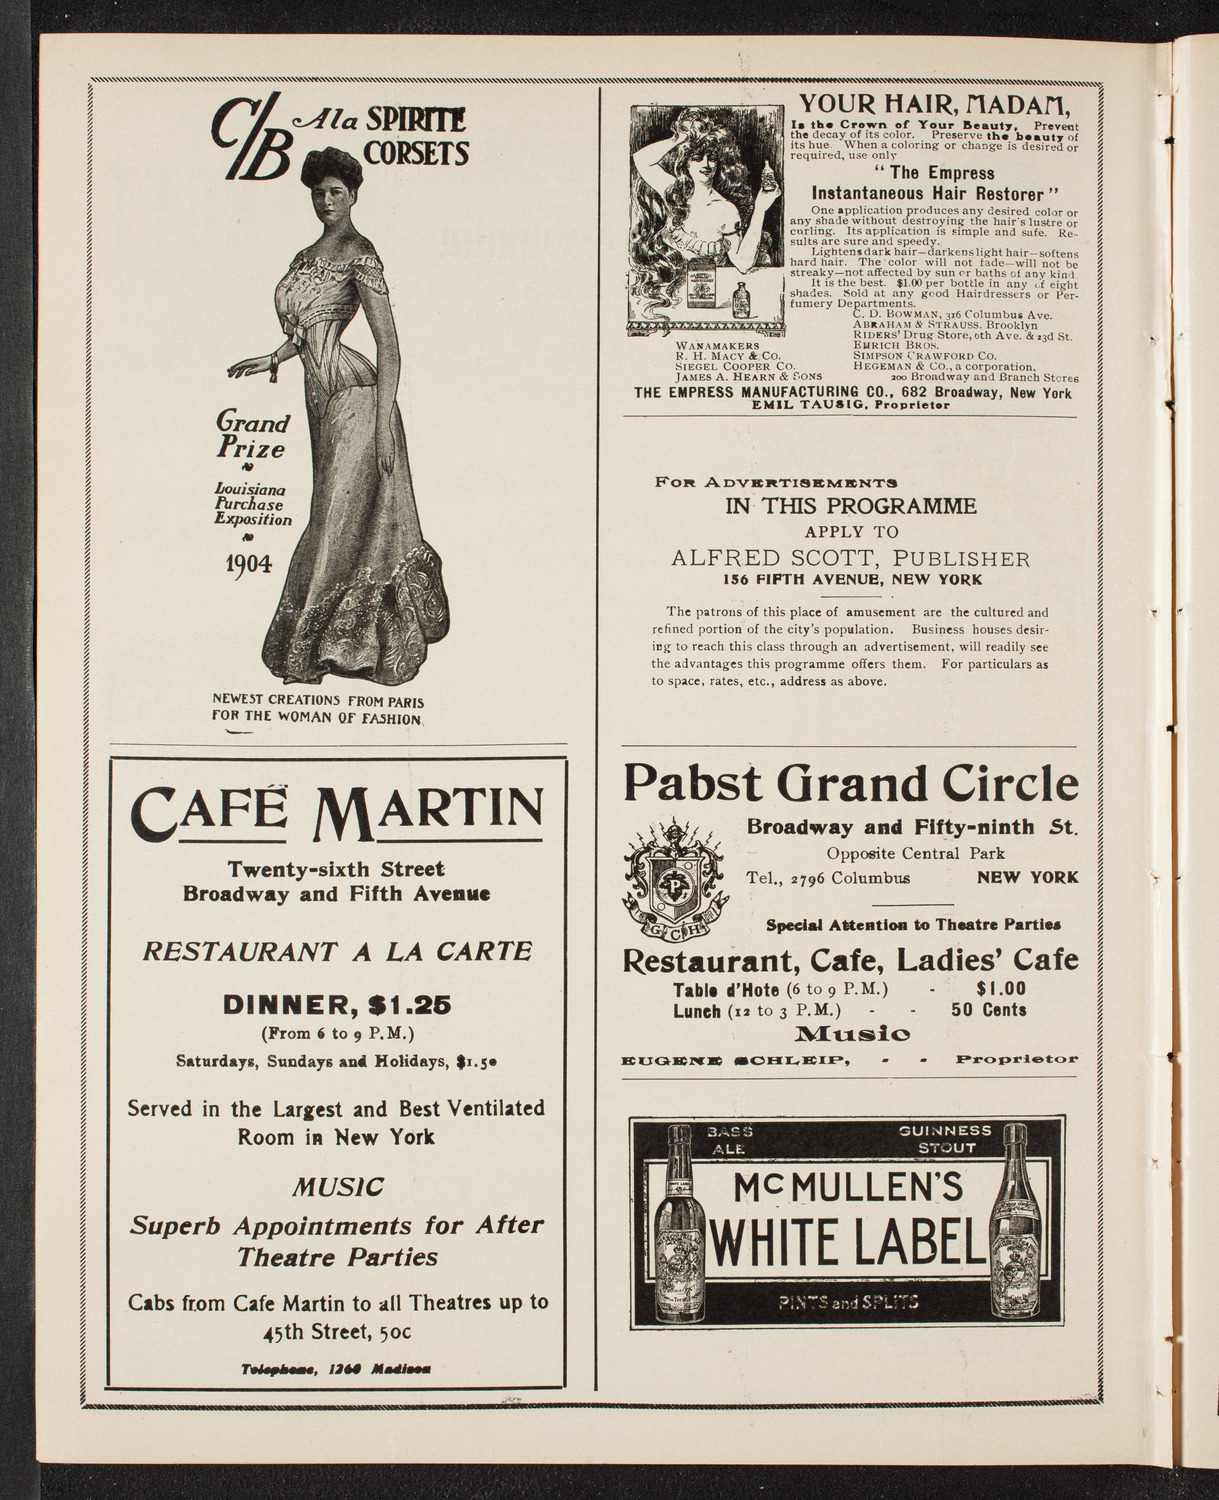 C/B Ala SPIRITE
CORSETS
Grand
Prize
Louisiana
Purchase
Exposition
1904
NEWEST CREATIONS FROM PARIS
FOR THE WOMAN OF FASHION.
CAFÉ MARTIN
Twenty-sixth Street
Broadway and Fifth Avenue
RESTAURANT A LA CARTE
DINNER, $1.25
(From 6 to 9 P.M.)
Saturdays, Sundays and Holidays, $1.50
Served in the Largest and Best Ventilated
Room in New York
MUSIC
Superb Appointments for After
Theatre Parties
Cabs from Cafe Martin to all Theatres up to
45th Street, 50c
Telephone, 1260 Madison
YOUR HAIR, MADAM,
Is the Crown of Your Beauty. Prevent
the decay of its color. Preserve the beauty of
its hue. When a coloring or change is desired or
required, use only
"The Empress
Instantaneous Hair Restorer"
One application produces any desired color or
any shade without destroying the hair's lustre or
curling. Its application is simple and safe. Re-
sults are sure and speedy.
Lightens dark hair—darkens light hair—softens
hard hair. The color will not fade—will not be
streaky—not affected by sun or baths of any kind
It is the best. $1.00 per bottle in any of eight
shades. Sold at any good Hairdressers or Per-
fumery Departments.
C. D. BOWMAN, 316 Columbus Ave.
ABRAHAM & STRAUSS. Brooklyn
RIDERS' Drug Store, 6th Ave. & 23d St.
WANAMAKERS EHRICH BROS.
R. H. MACY & CO. SIMPSON CRAWFORD CO.
SIEGEL COOPER CO. HEGEMAN & CO., a corporation,
JAMES A. HEARN & SONS 200 Broadway and Branch Stores
THE EMPRESS MANUFACTURING CO., 682 Broadway, New York
EMIL TAUSIG, Proprietor
FOR ADVERTISEMENTS
IN THIS PROGRAMME
APPLY TO
ALFRED SCOTT, PUBLISHER
156 FIFTH AVENUE, NEW YORK
The patrons of this place of amusement are the cultured and
refined portion of the city's population. Business houses desir-
ing to reach this class through an advertisement, will readily see
the advantages this programme offers them. For particulars as
to space, rates, etc., address as above.
Pabst Grand Circle
Broadway and Fifty-ninth St.
Opposite Central Park
Tel., 2796 Columbus NEW YORK
P
G C H
Special Attention to Theatre Parties
Restaurant, Cafe, Ladies' Cafe
Table d'Hote (6 to 9 P.M.) - $1.00
Lunch (12 to 3 P.M.) - - 50 Cents
Music
EUGENE SCHLEIP, - - Proprietor
BASS GUINNESS
ALE STOUT
McMULLEN'S
WHITE LABEL
PINTS and SPLITS